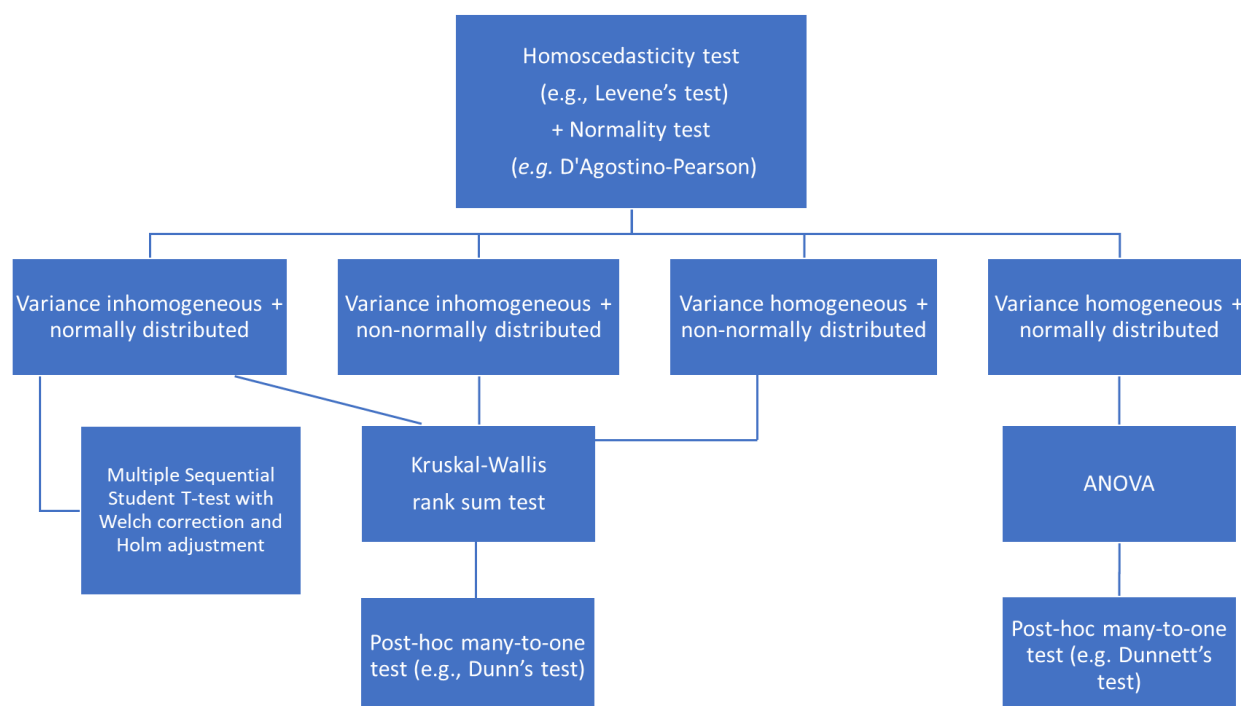 Homoscedasticity test
(e.g., Levene’s test)
+ Normality test
(e.g. D'Agostino-Pearson)
Variance inhomogeneous +
normally distributed
Variance inhomogeneous +
non-normally distributed
Variance homogeneous +
non-normally distributed
Variance homogeneous +
normally distributed
Multiple Sequential
Student T-test with
Welch correction and
Holm adjustment
Kruskal-Wallis
rank sum test
ANOVA
Post-hoc many-to-one
test (e.g., Dunn’s test)
Post-hoc many-to-one
test (e.g. Dunnett’s
test)